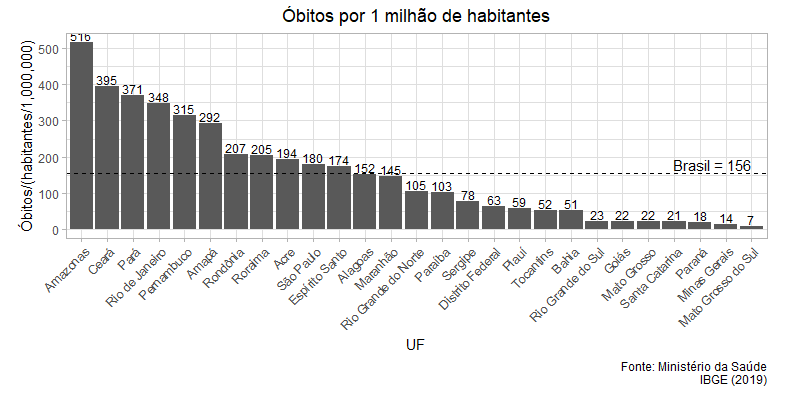 Óbitos por 1 milhão de habitantes
Óbitos/(habitantes/1,000,000)
500
400
300
200
100
0
516
395
371
348
315
292
207
205
194
180
174
152
145
105
103
78
63
59
52
51
23
22
22
21
18
14
7
Brasil = 156
Amazonas
Ceará
Pará
Rio de Janeiro
Pernambuco
Amapá
Rondônia
Roraima
Acre
São Paulo
Espírito Santo
Alagoas
Maranhão
Rio Grande do Norte
Paraíba
Sergipe
Distrito Federal
Piauí
Tocantins
Bahia
Rio Grande do Sul
Goiás
Mato Grosso
Santa Catarina
Paraná
Minas Gerais
Mato Grosso do Sul
UF
Fonte: Ministério da Saúde
IBGE (2019)